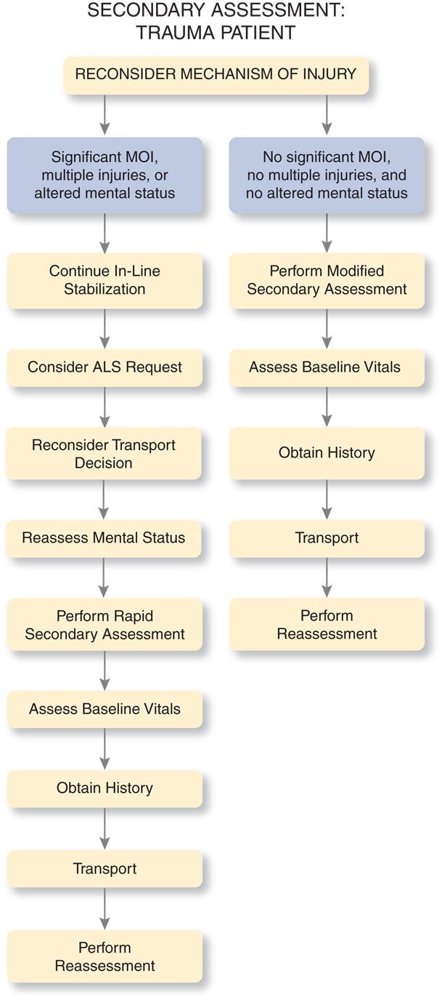 SECONDARY ASSESSMENT:
TRAUMA PATIENT
RECONSIDER MECHANISM OF INJURY
Significant MOI,
multiple injuries, or
altered mental status
Continue In-Line
Stabilization
Consider ALS Request
Reconsider Transport
Decision
Reassess Mental Status
Perform Rapid
Secondary Assessment
Assess Baseline Vitals
Obtain History
Transport
Perform
Reassessment
No significant MOI,
no multiple injuries, and
no altered mental status
Perform Modified
Secondary Assessment
Assess Baseline Vitals
Obtain History
Transport
Perform
Reassessment